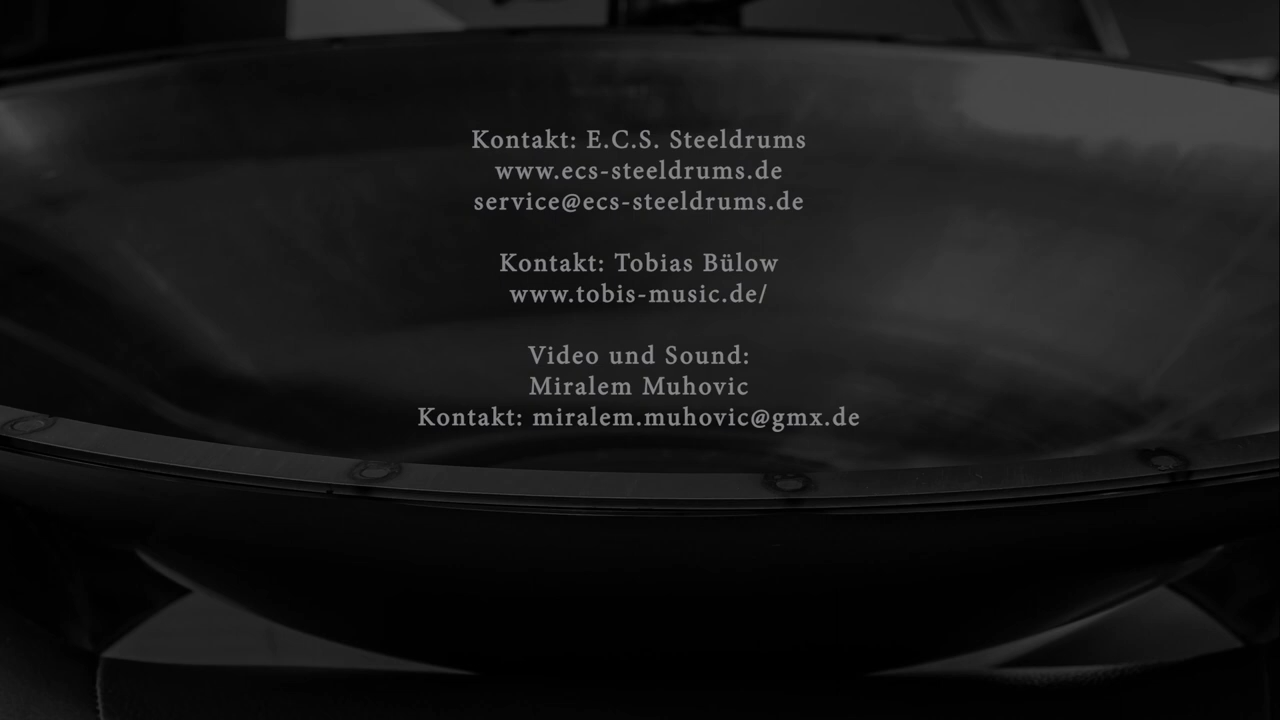 Kontakt: E.C.S. Steeldrums
www.ecs-steeldrums.de
service@ecs-steeldrums.de
Kontakt: Tobias Bülow
www.tobis-music.de/
Video und Sound:
Miralem Muhovic
Kontakt: miralem.muhovic@gmx.de